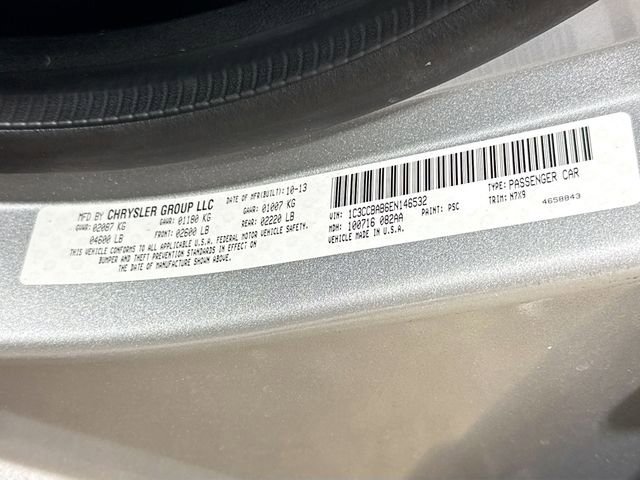 MFD BY CHRYSLER GROUP LLC DATE OF MFR(BUILT): 10-13
GVWR: 02087 KG GAWR: 01180 KG GAWR: 01007 KG
04600 LB FRONT: 02600 LB REAR: 02220 LB
THIS VEHICLE CONFORMS TO ALL APPLICABLE U.S.A. FEDERAL MOTOR VEHICLE SAFETY,
BUMPER AND THEFT PREVENTION STANDARDS IN EFFECT ON
THE DATE OF MANUFACTURE SHOWN ABOVE.
VIN: 1C3CCBAB6EN146532 TYPE: PASSENGER CAR
MDH: 100716 082AA PAINT: PSC TRIM: N7X9
VEHICLE MADE IN U.S.A. 4658843